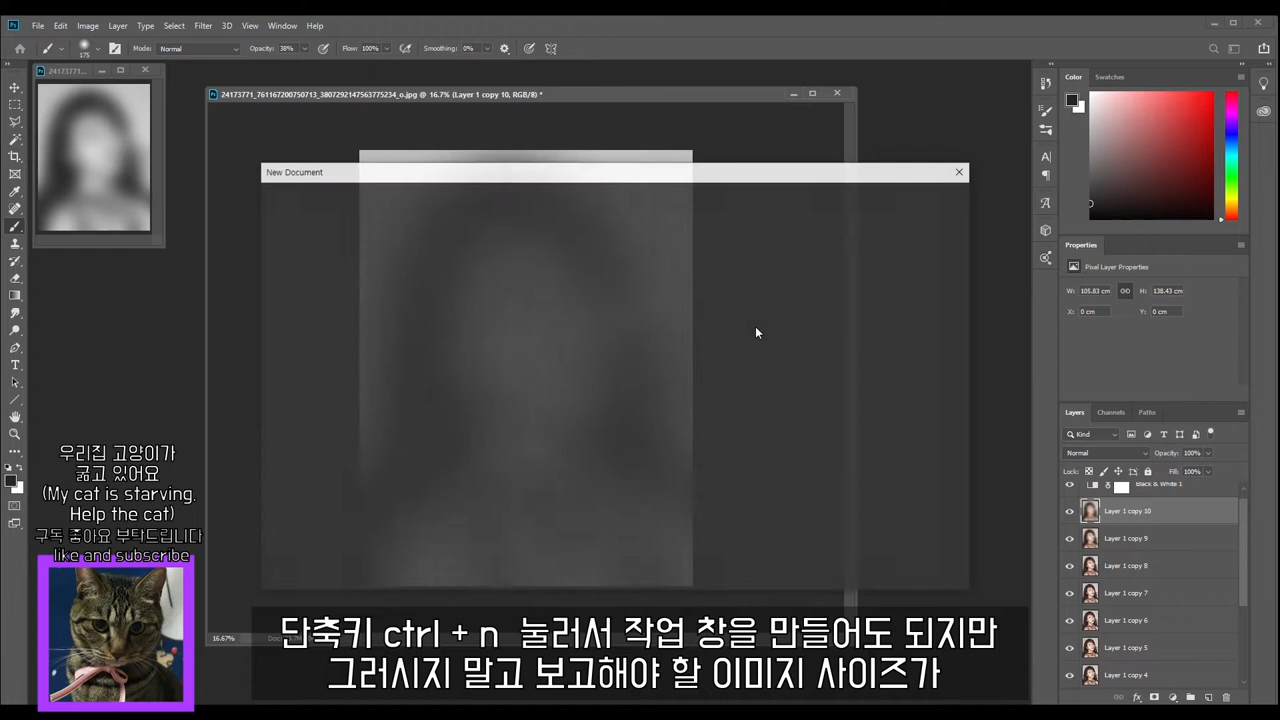 File Edit Image Layer Type Select Filter 3D View Window Help
175 Mode: Normal Opacity: 38% Flow: 100% Smoothing: 0%
24173771...
24173771_761167200750713_3807292147563775234_o.jpg @ 16.7% (Layer 1 copy 10, RGB/8) *
New Document
Color Swatches
Properties
Pixel Layer Properties
W: 105.83 cm H: 138.43 cm
X: 0 cm Y: 0 cm
Layers Channels Paths
Kind
Normal Opacity: 100%
Lock: Fill: 100%
Black & White 1
Layer 1 copy 10
Layer 1 copy 9
Layer 1 copy 8
Layer 1 copy 7
Layer 1 copy 6
Layer 1 copy 5
Layer 1 copy 4
우리집 고양이가
굶고 있어요
(My cat is starving.
Help the cat)
구독 좋아요 부탁드립니다
like and subscribe
16.67%
단축키 ctrl + n 눌러서 작업 창을 만들어도 되지만
그러시지 말고 보고해야 할 이미지 사이즈가